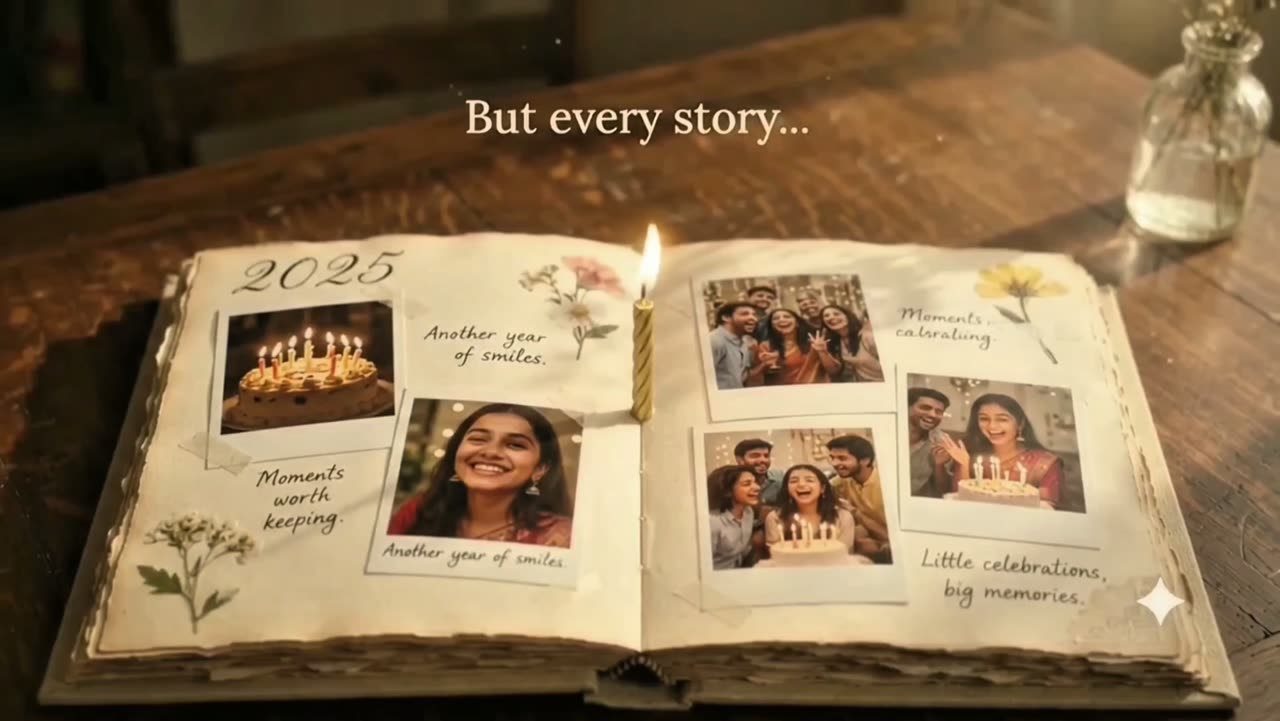 But every story...
2025
Another year
of smiles.
Moments
worth
keeping.
Another year of smiles.
Moments,
calsralung.
Little celebrations,
big memories.